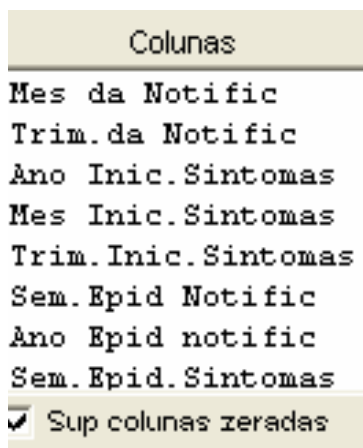 Colunas
Mes da Notific
Trim.da Notific
Ano Inic.Sintomas
Mes Inic.Sintomas
Trim.Inic.Sintomas
Sem.Epid Notific
Ano Epid notific
Sem.Epid.Sintomas
Sup colunas zeradas